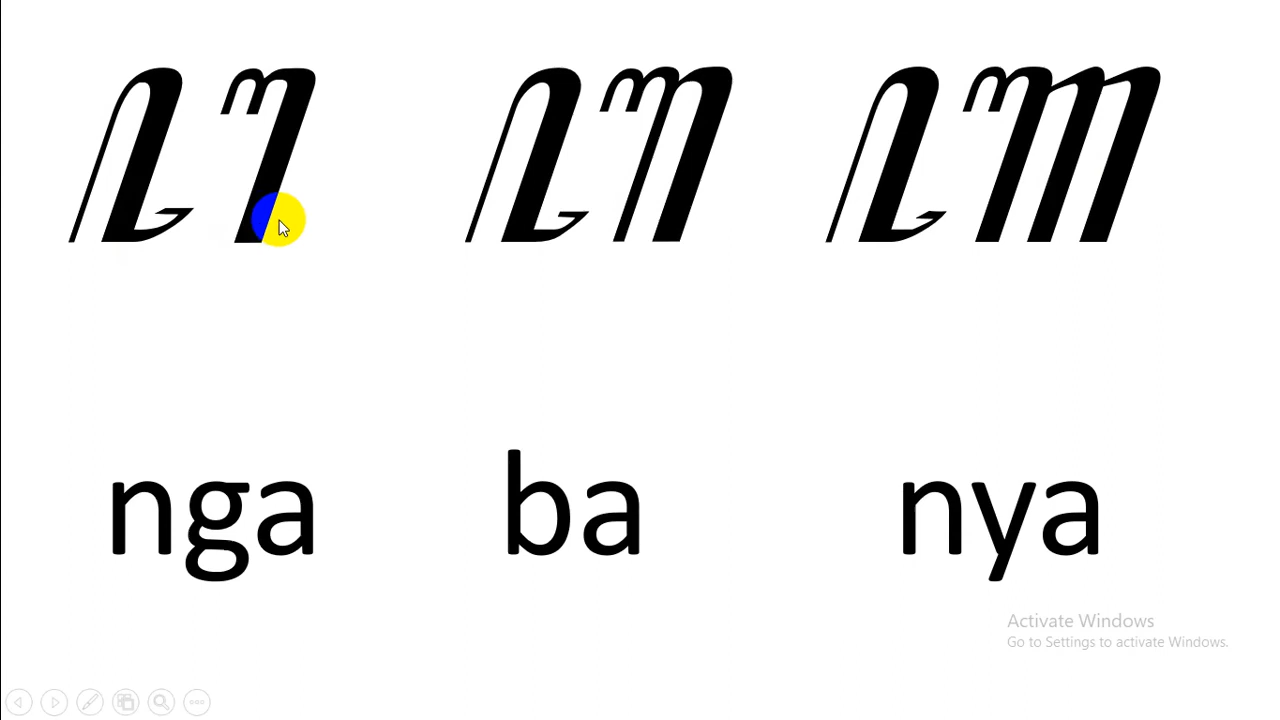 ꦔ ꦧ ꦚ
nga ba nya
Activate Windows
Go to Settings to activate Windows.